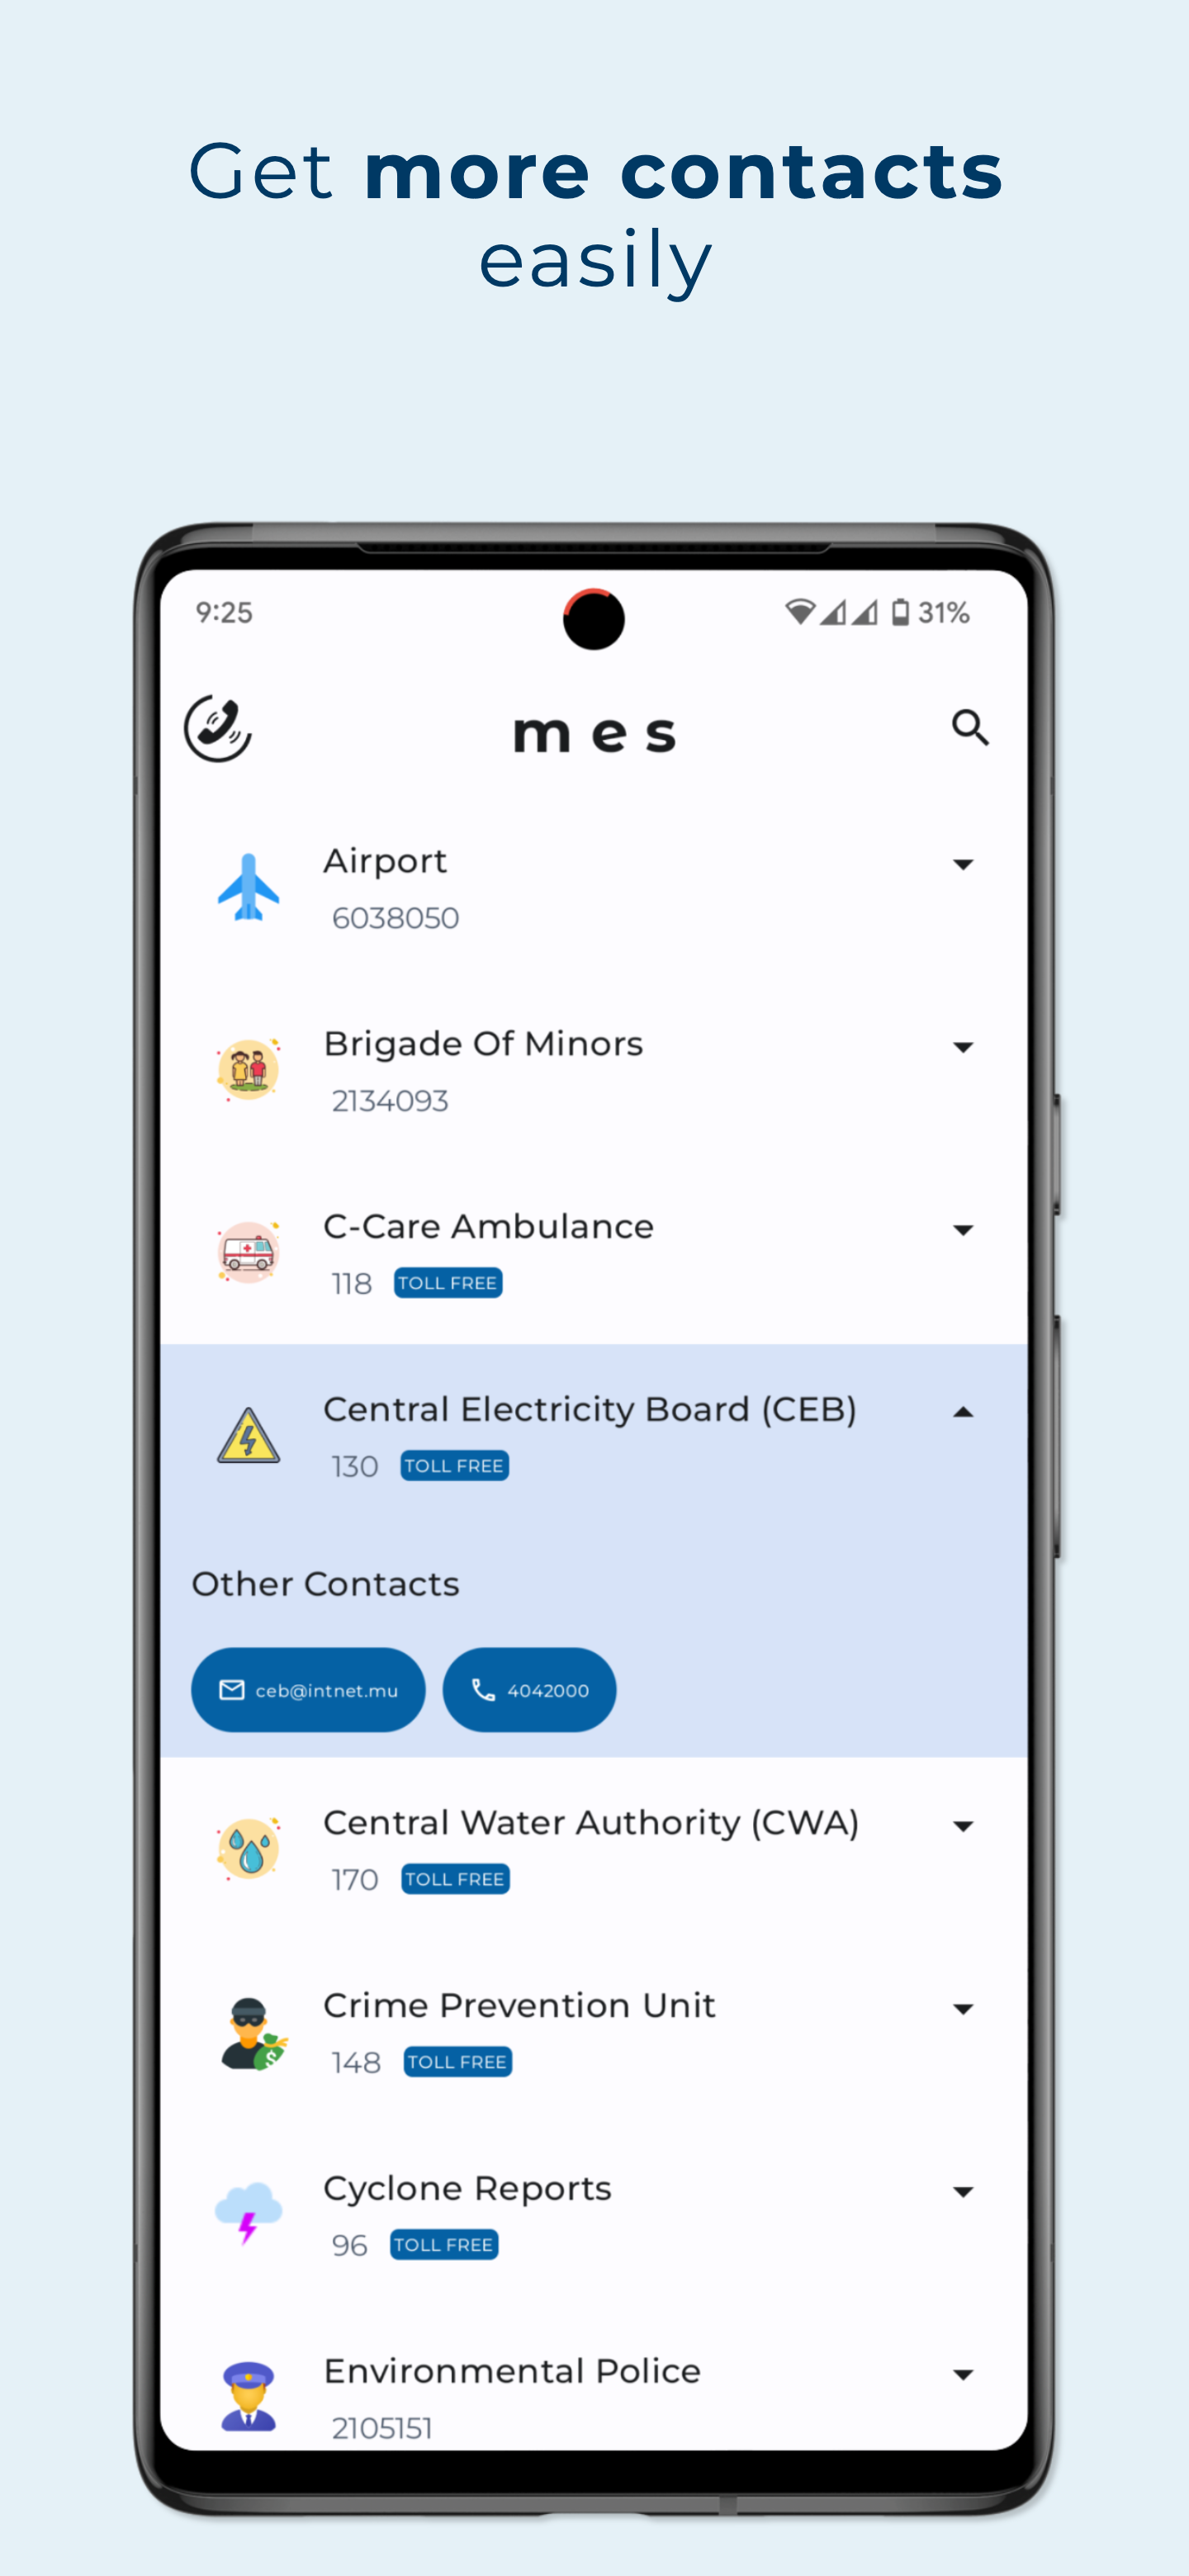 Get more contacts
easily
9:25
31%
m e s
Airport
6038050
Brigade Of Minors
2134093
C-Care Ambulance
118 TOLL FREE
Central Electricity Board (CEB)
130 TOLL FREE
Other Contacts
ceb@intnet.mu 4042000
Central Water Authority (CWA)
170 TOLL FREE
Crime Prevention Unit
148 TOLL FREE
Cyclone Reports
96 TOLL FREE
Environmental Police
2105151